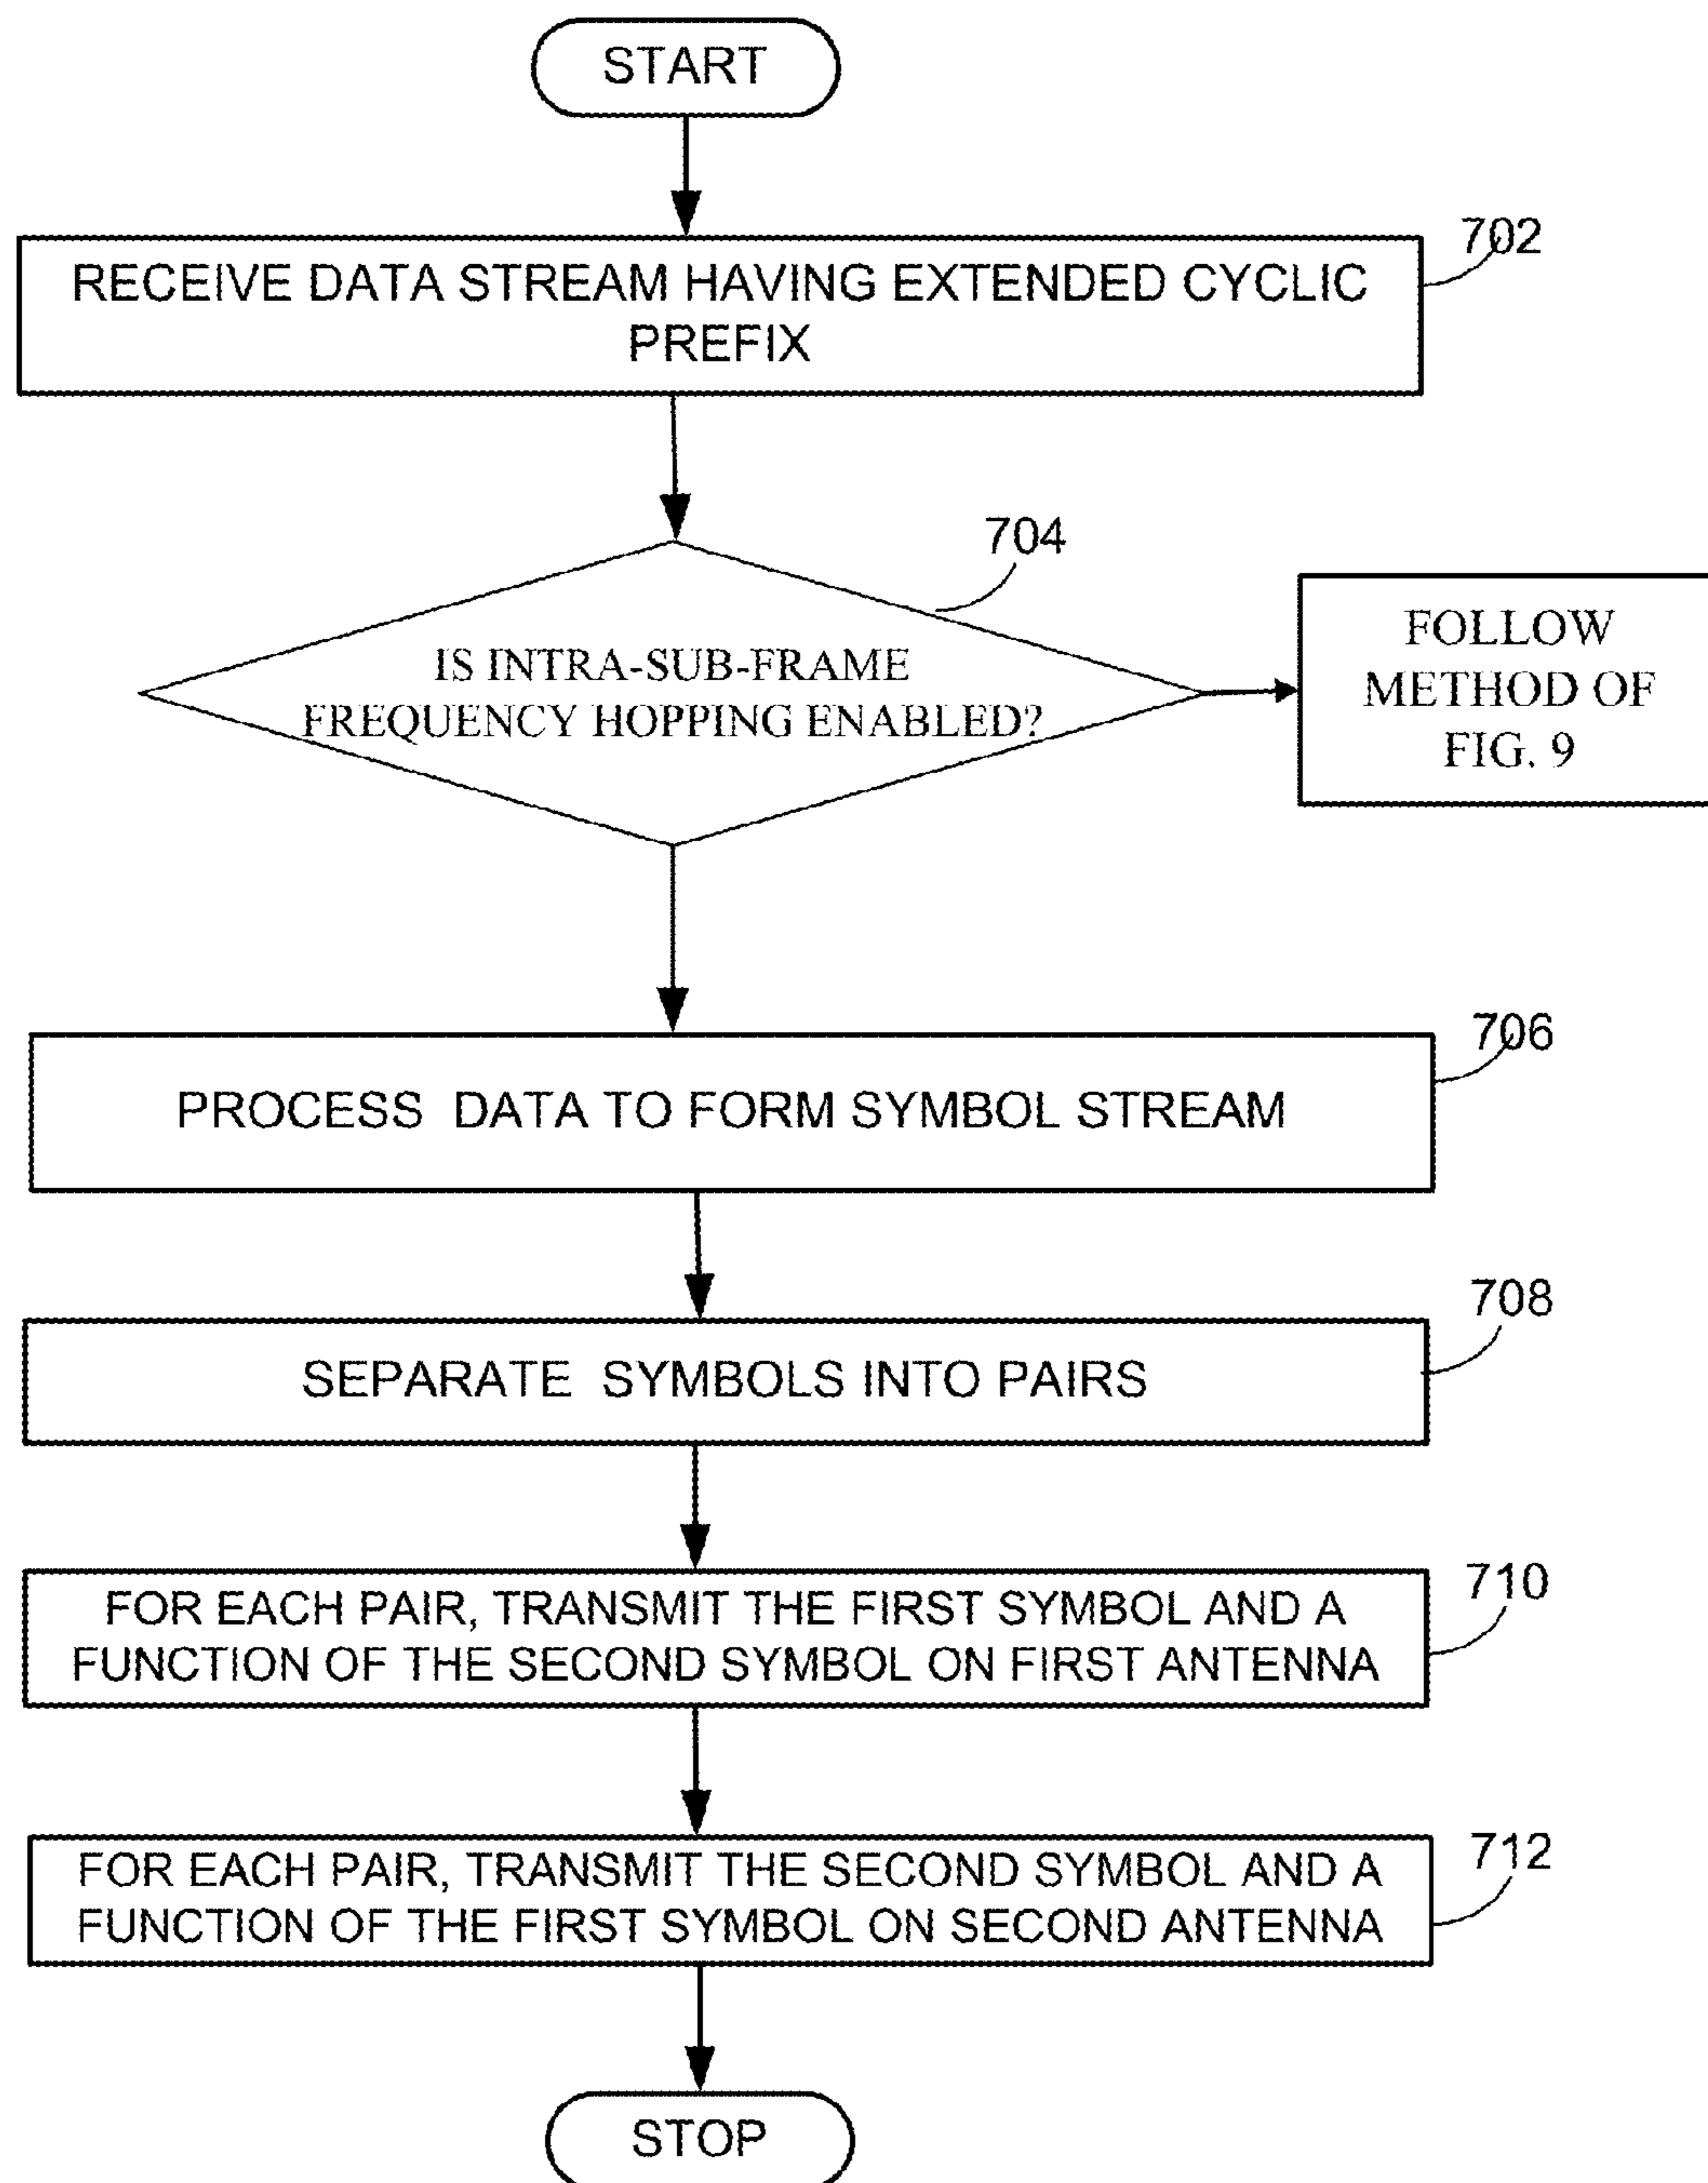 START
702
RECEIVE DATA STREAM HAVING EXTENDED CYCLIC
PREFIX
704
IS INTRA-SUB-FRAME
FREQUENCY HOPPING ENABLED?
FOLLOW
METHOD OF
FIG. 9
706
PROCESS DATA TO FORM SYMBOL STREAM
708
SEPARATE SYMBOLS INTO PAIRS
710
FOR EACH PAIR, TRANSMIT THE FIRST SYMBOL AND A
FUNCTION OF THE SECOND SYMBOL ON FIRST ANTENNA
712
FOR EACH PAIR, TRANSMIT THE SECOND SYMBOL AND A
FUNCTION OF THE FIRST SYMBOL ON SECOND ANTENNA
STOP